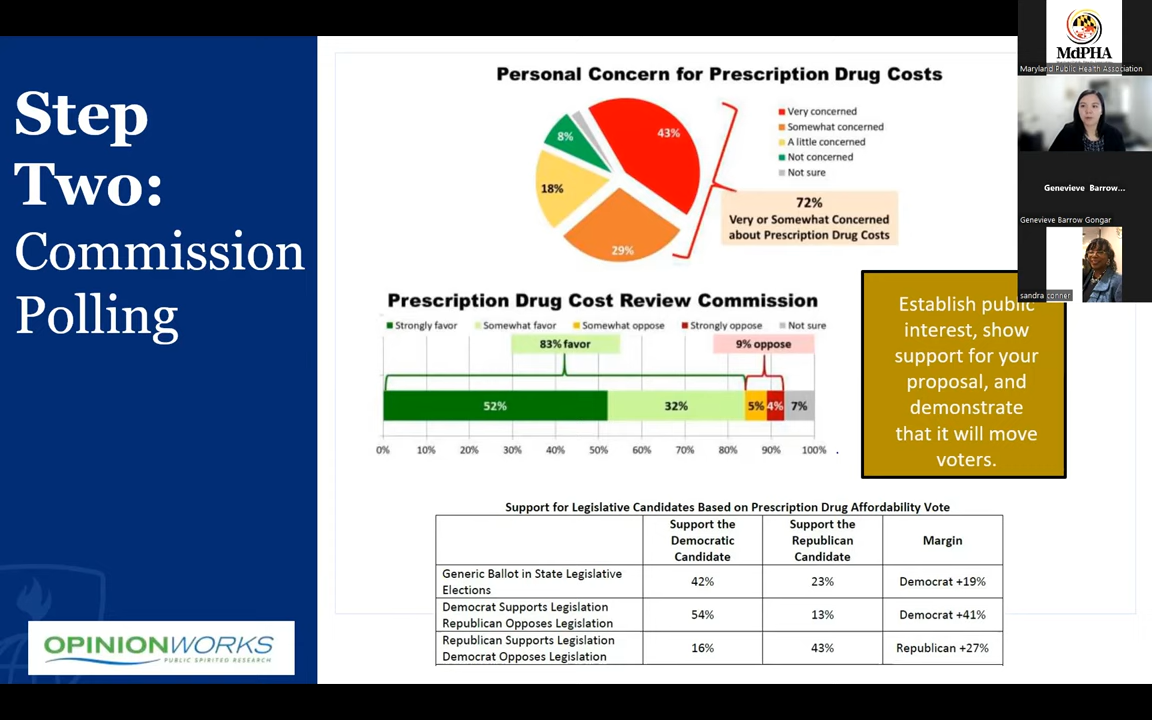 Step
Two:
Commission
Polling
OPINIONWORKS
PUBLIC SPIRITED RESEARCH
Personal Concern for Prescription Drug Costs
43%
29%
18%
8%
Very concerned
Somewhat concerned
A little concerned
Not concerned
Not sure
72%
Very or Somewhat Concerned
about Prescription Drug Costs
Prescription Drug Cost Review Commission
Strongly favor Somewhat favor Somewhat oppose Strongly oppose Not sure
83% favor 9% oppose
52% 32% 5% 4% 7%
0% 10% 20% 30% 40% 50% 60% 70% 80% 90% 100%
Establish public
interest, show
support for your
proposal, and
demonstrate
that it will move
voters.
Support for Legislative Candidates Based on Prescription Drug Affordability Vote
Support the
Democratic
Candidate
Support the
Republican
Candidate
Margin
Generic Ballot in State Legislative
Elections
42% 23% Democrat +19%
Democrat Supports Legislation
Republican Opposes Legislation
54% 13% Democrat +41%
Republican Supports Legislation
Democrat Opposes Legislation
16% 43% Republican +27%
MdPHA
Maryland Public Health Association
Genevieve Barrow...
Genevieve Barrow Gongar
sandra conner